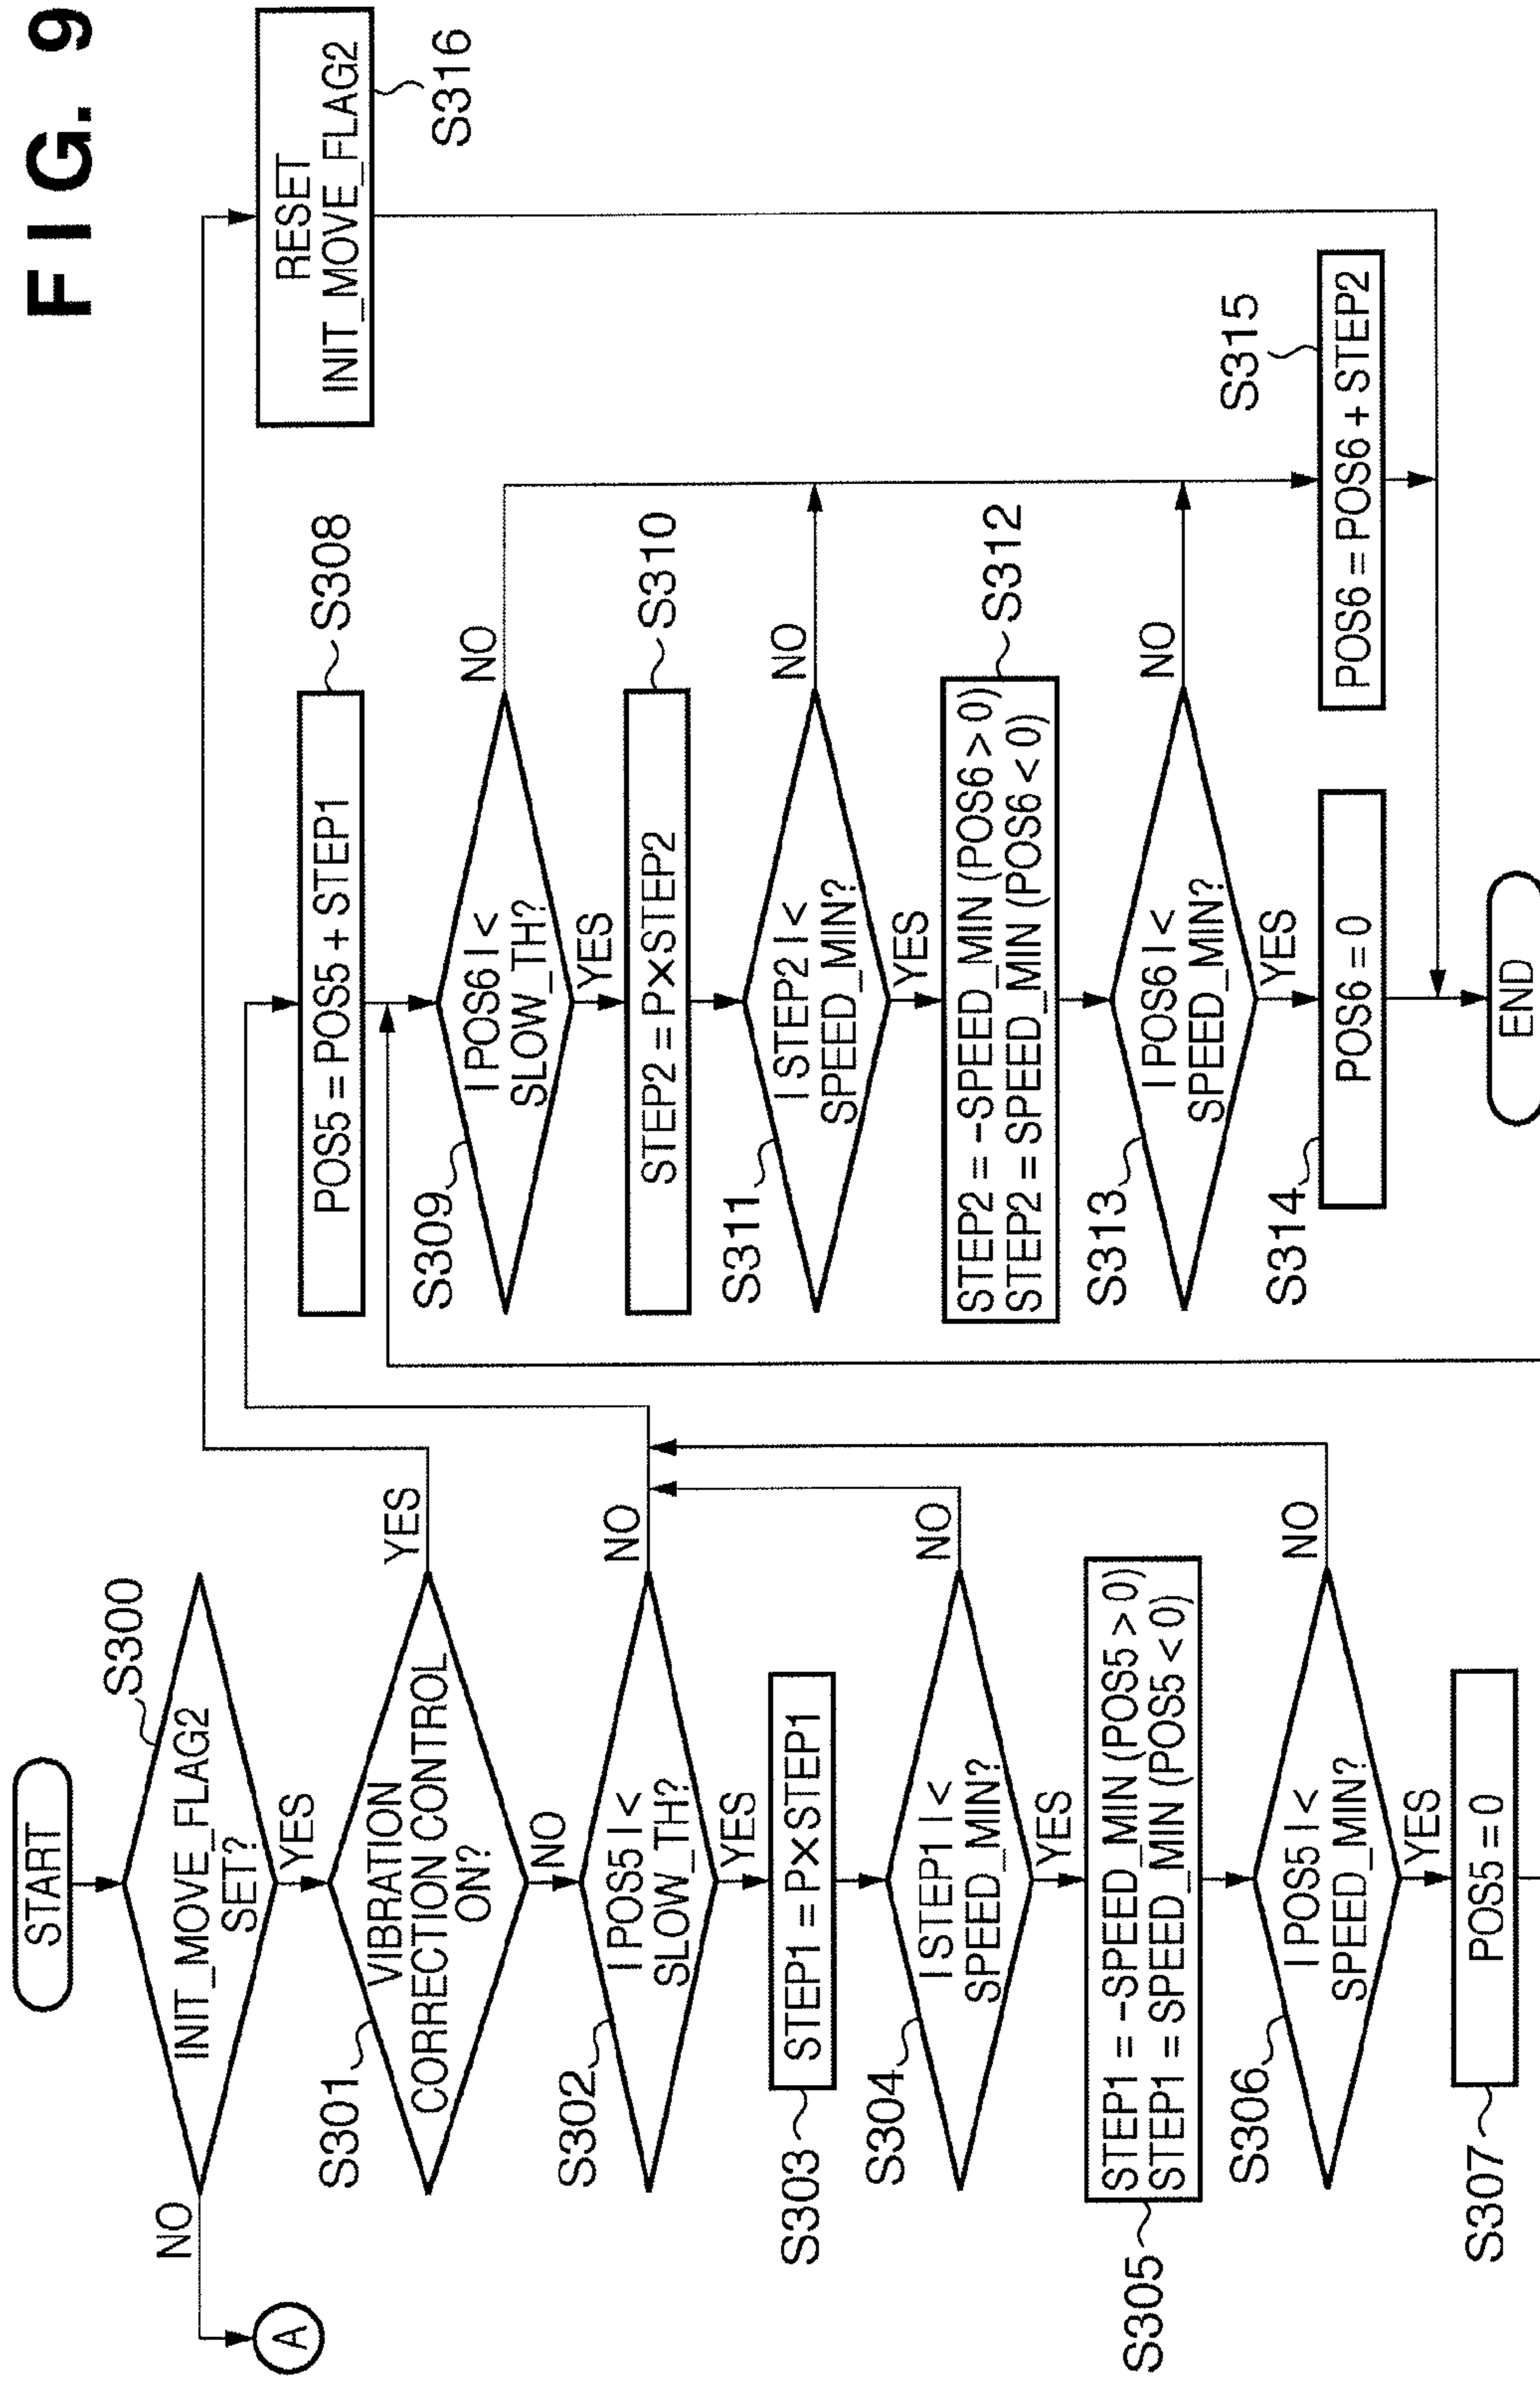 FIG. 9
START
S300
INIT_MOVE_FLAG2
SET?
NO
A
YES
S301
VIBRATION
CORRECTION CONTROL
ON?
YES
NO
S302
|POS5|<
SLOW_TH?
NO
YES
S303
STEP1 = P×STEP1
S304
|STEP1|<
SPEED_MIN?
NO
YES
S305
STEP1 = -SPEED_MIN (POS5 > 0)
STEP1 = SPEED_MIN (POS5 < 0)
S306
|POS5|<
SPEED_MIN?
NO
YES
S307
POS5 = 0
S308
POS5 = POS5 + STEP1
S309
|POS6|<
SLOW_TH?
NO
YES
S310
STEP2 = P×STEP2
S311
|STEP2|<
SPEED_MIN?
NO
YES
S312
STEP2 = -SPEED_MIN (POS6 > 0)
STEP2 = SPEED_MIN (POS6 < 0)
S313
|POS6|<
SPEED_MIN?
NO
YES
S314
POS6 = 0
S315
POS6 = POS6 + STEP2
RESET
INIT_MOVE_FLAG2
S316
END